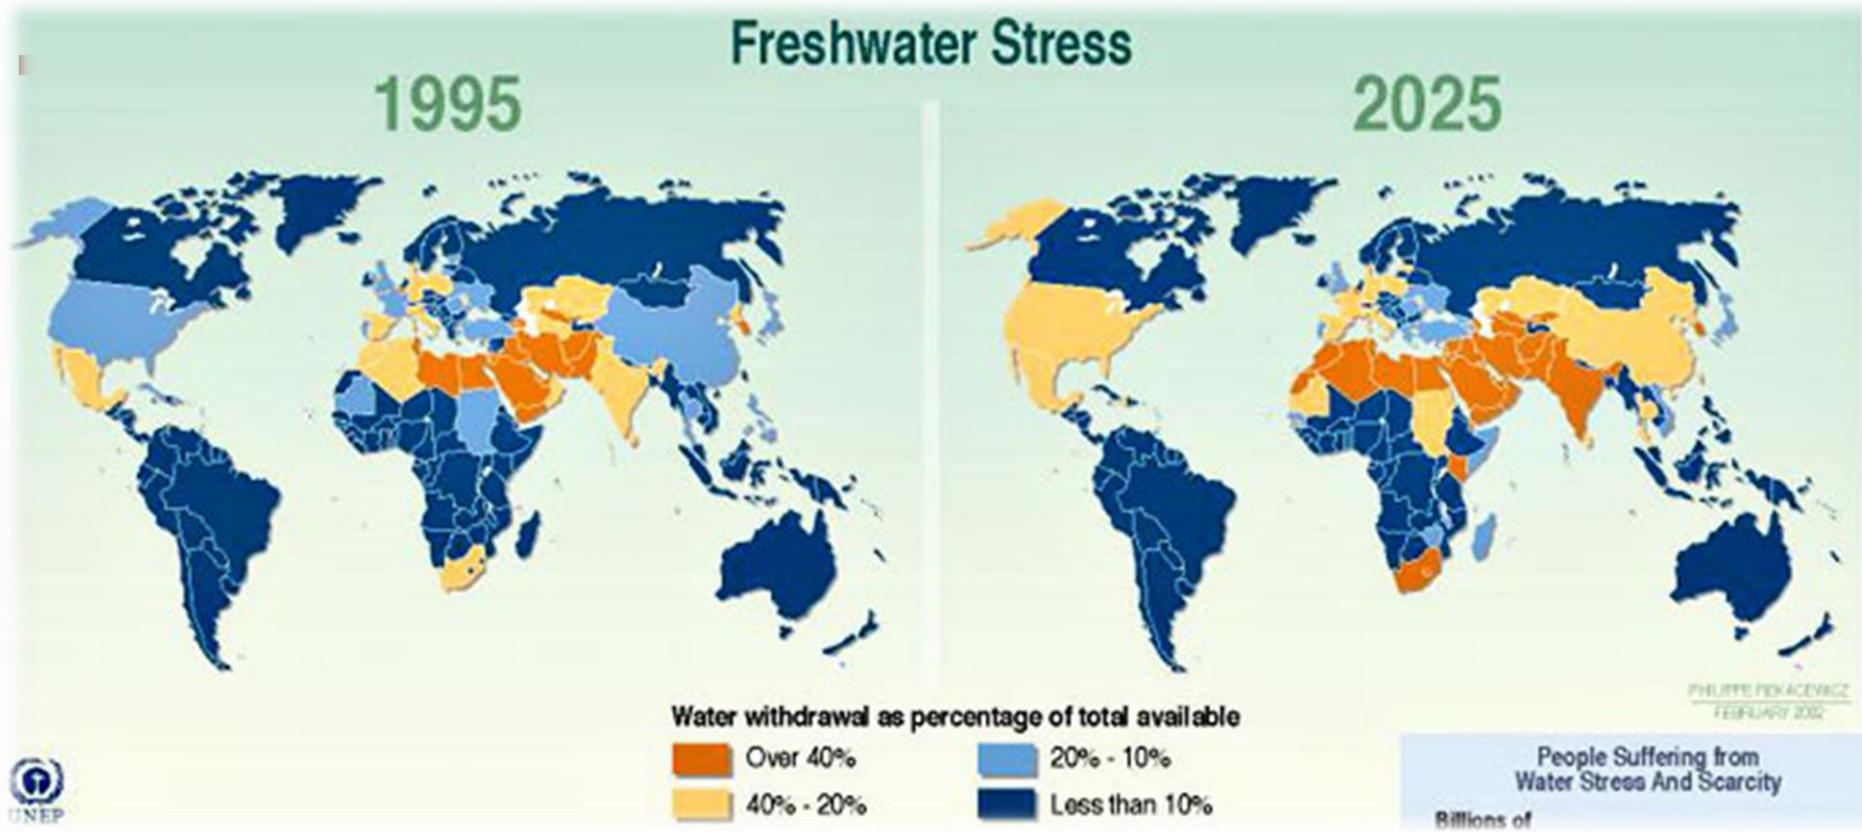 Freshwater Stress
1995
2025
Water withdrawal as percentage of total available
Over 40%
20% - 10%
40% - 20%
Less than 10%
PHILIPPE REKACEWICZ
FEBRUARY 2002
People Suffering from
Water Stress And Scarcity
Billions of
UNEP